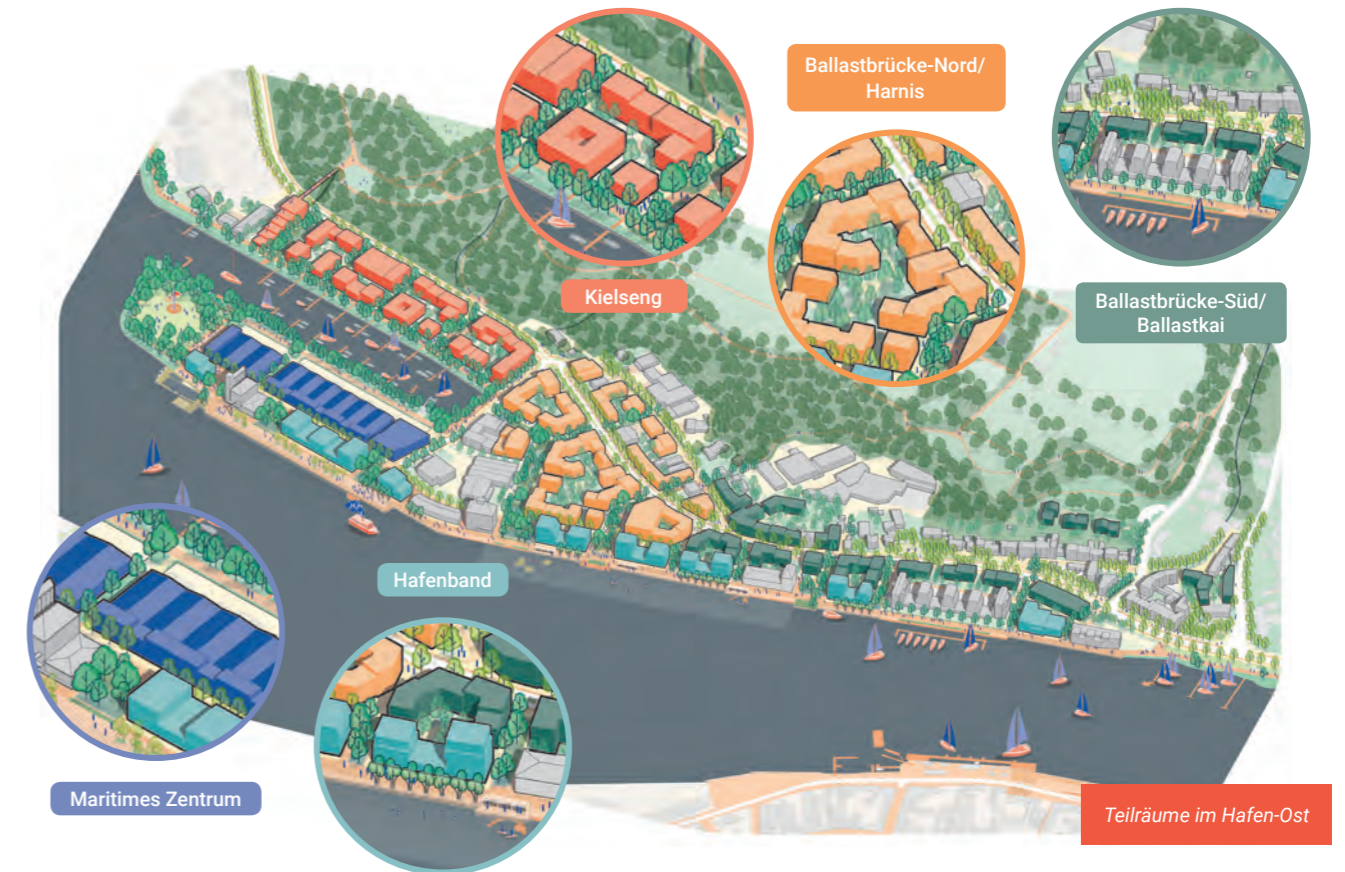 Ballastbrücke-Nord/
Harnis
Kielseng
Ballastbrücke-Süd/
Ballastkai
Hafenband
Maritimes Zentrum
Teilräume im Hafen-Ost